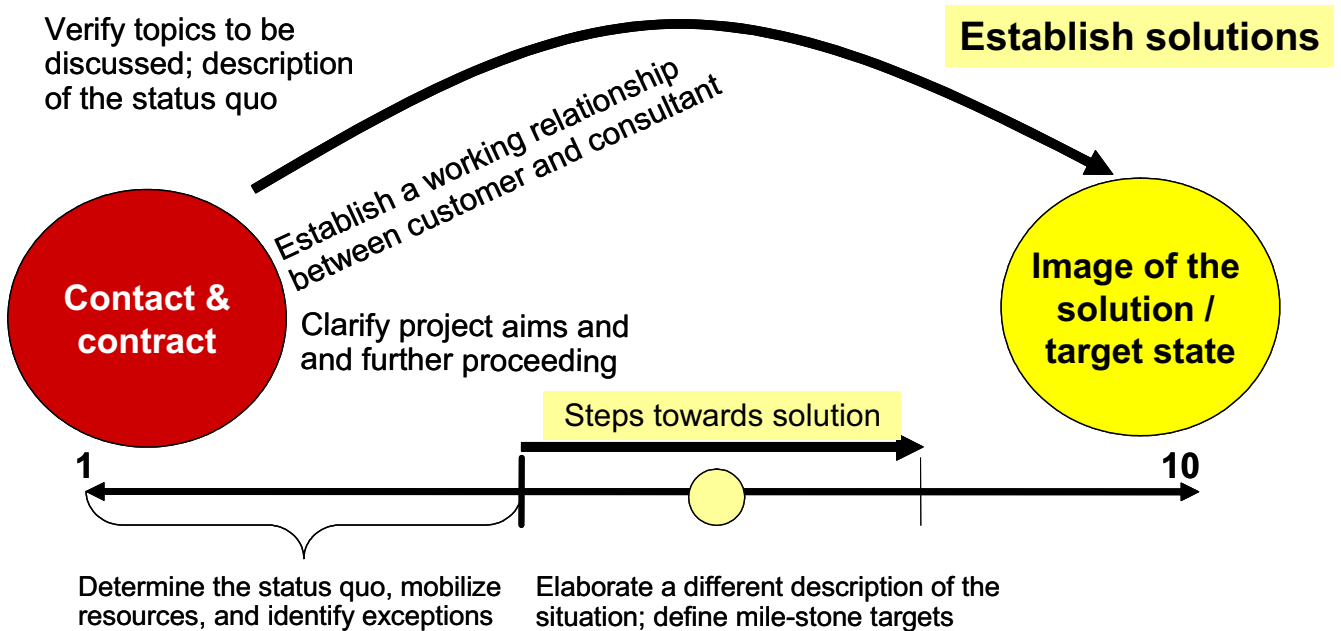 Verify topics to be
discussed; description
of the status quo
Establish solutions
Establish a working relationship
between customer and consultant
Contact &
contract
Image of the
solution /
target state
Clarify project aims and
and further proceeding
Steps towards solution
1
10
Determine the status quo, mobilize
resources, and identify exceptions
Elaborate a different description of the
situation; define mile-stone targets